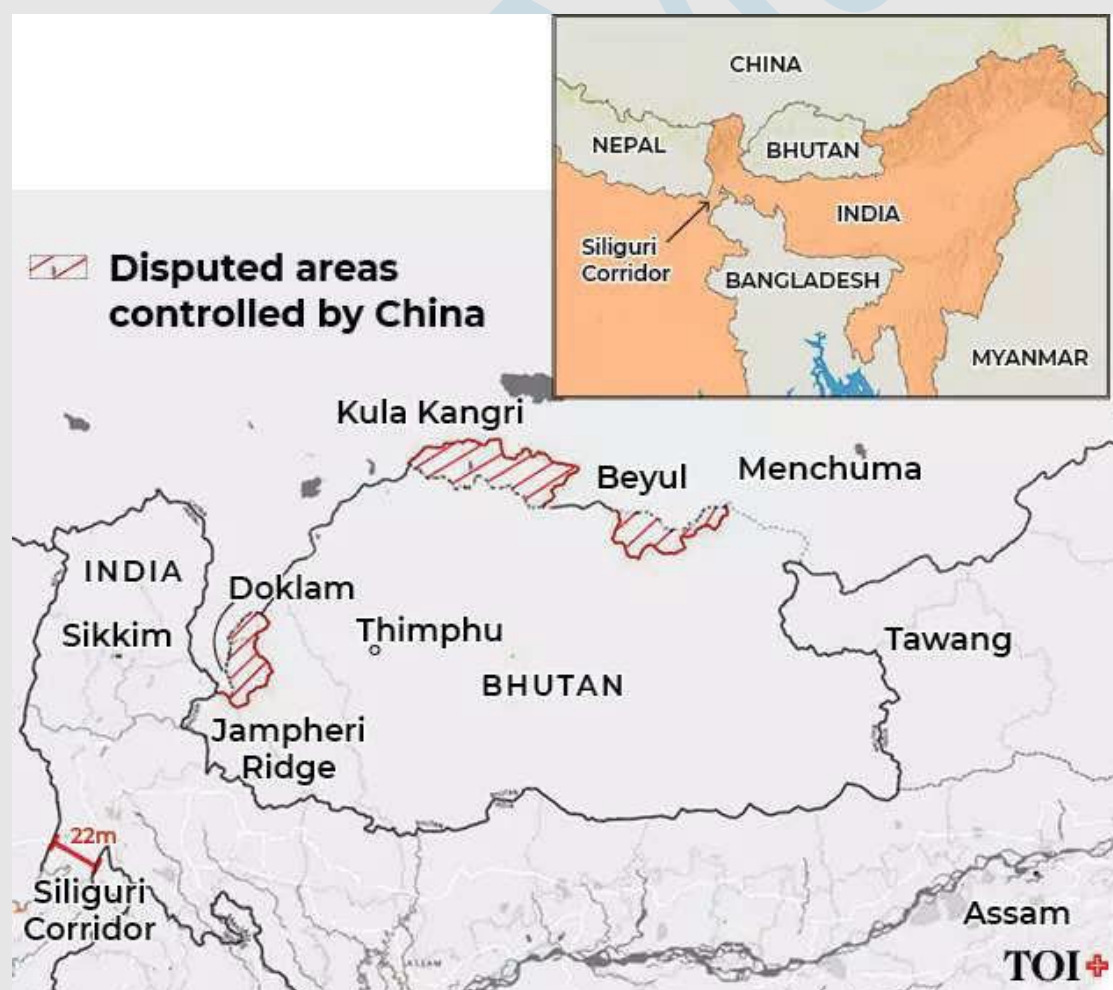 CHINA
NEPAL
BHUTAN
INDIA
Siliguri
Corridor
BANGLADESH
MYANMAR
Disputed areas
controlled by China
Kula Kangri
Beyul
Menchuma
INDIA
Doklam
Sikkim
Thimphu
Tawang
BHUTAN
Jampheri
Ridge
22m
Siliguri
Corridor
Assam
ASSAM
TOI+